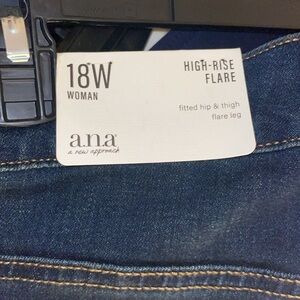 18W
WOMAN
HIGH-RISE
FLARE
fitted hip & thigh
flare leg
a.n.a
a new approach